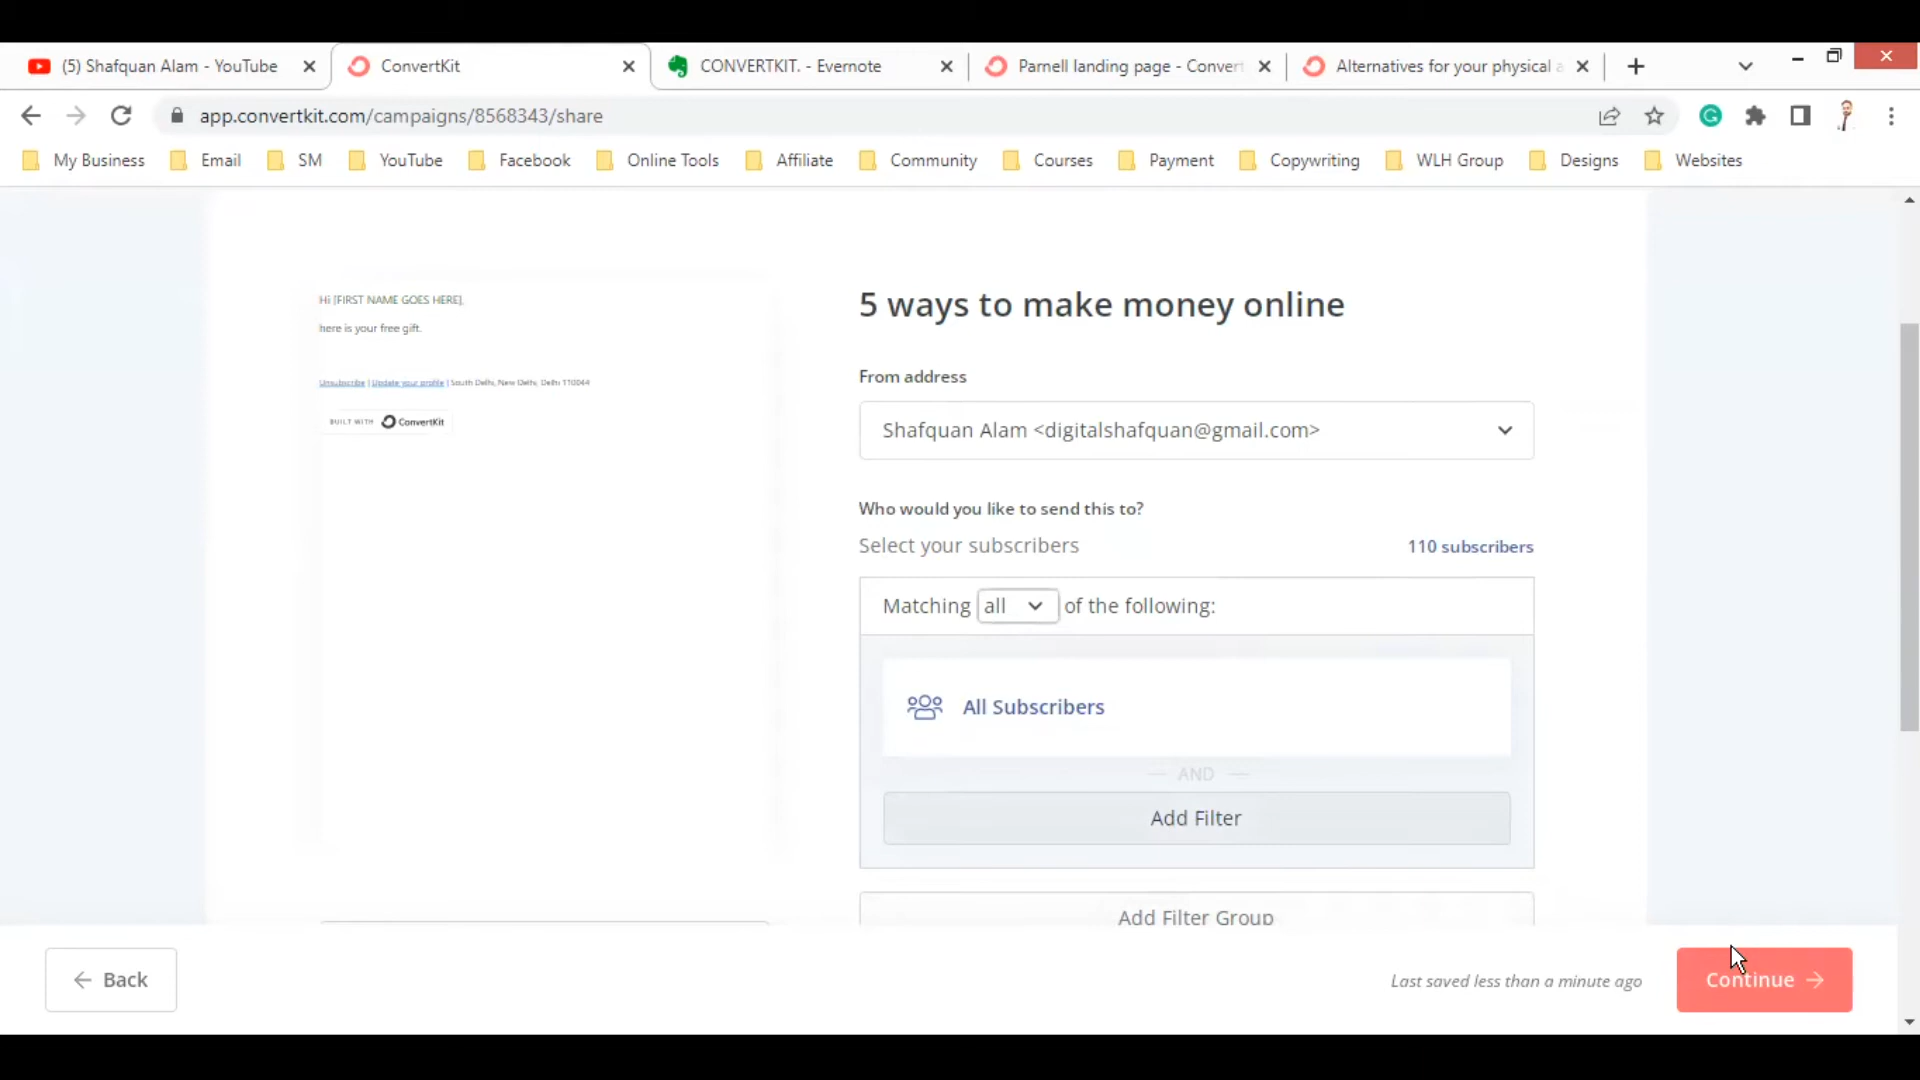 (5) Shafquan Alam - YouTube
ConvertKit
CONVERTKIT. - Evernote
Parnell landing page - Convert
Alternatives for your physical a
app.convertkit.com/campaigns/8568343/share
My Business
Email
SM
YouTube
Facebook
Online Tools
Affiliate
Community
Courses
Payment
Copywriting
WLH Group
Designs
Websites
Hi [FIRST NAME GOES HERE],
here is your free gift.
Unsubscribe | Update your profile | South Delhi, New Delhi, Delhi 110044
BUILT WITH ConvertKit
5 ways to make money online
From address
Shafquan Alam <digitalshafquan@gmail.com>
Who would you like to send this to?
Select your subscribers
110 subscribers
Matching all of the following:
All Subscribers
AND
Add Filter
Add Filter Group
Back
Last saved less than a minute ago
Continue